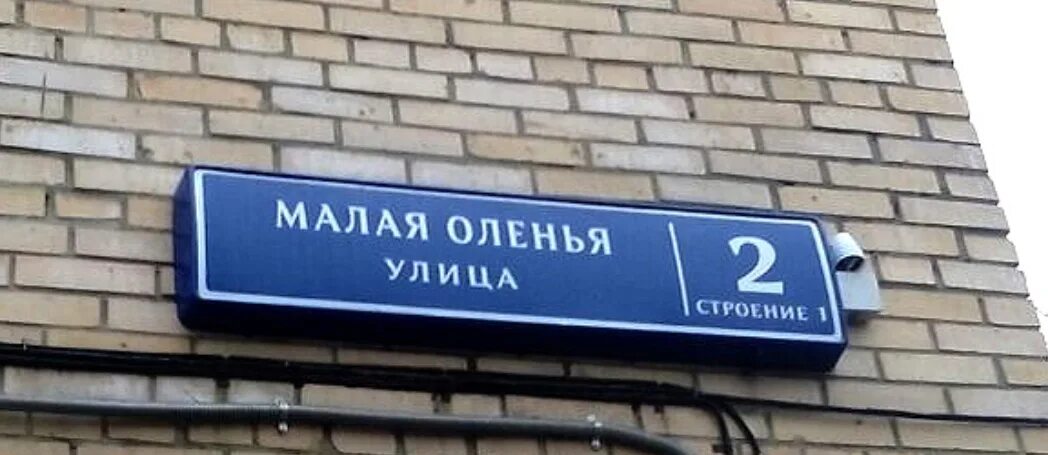 МАЛАЯ ОЛЕНЬЯ
УЛИЦА
2
СТРОЕНИЕ 1